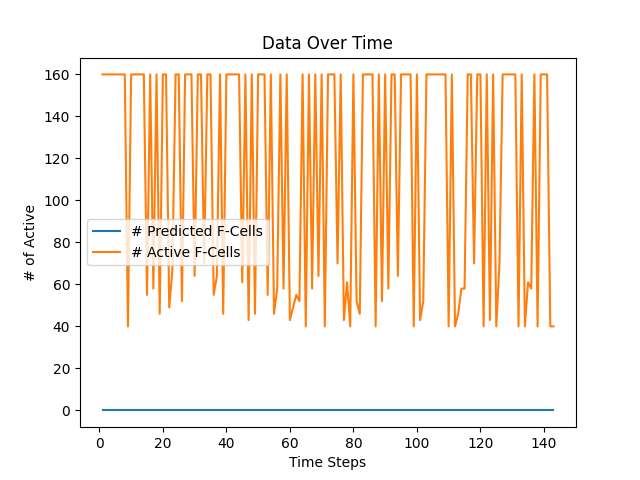 Data Over Time
# of Active
160
140
120
100
80
60
40
20
0
# Predicted F-Cells
# Active F-Cells
0 20 40 60 80 100 120 140
Time Steps